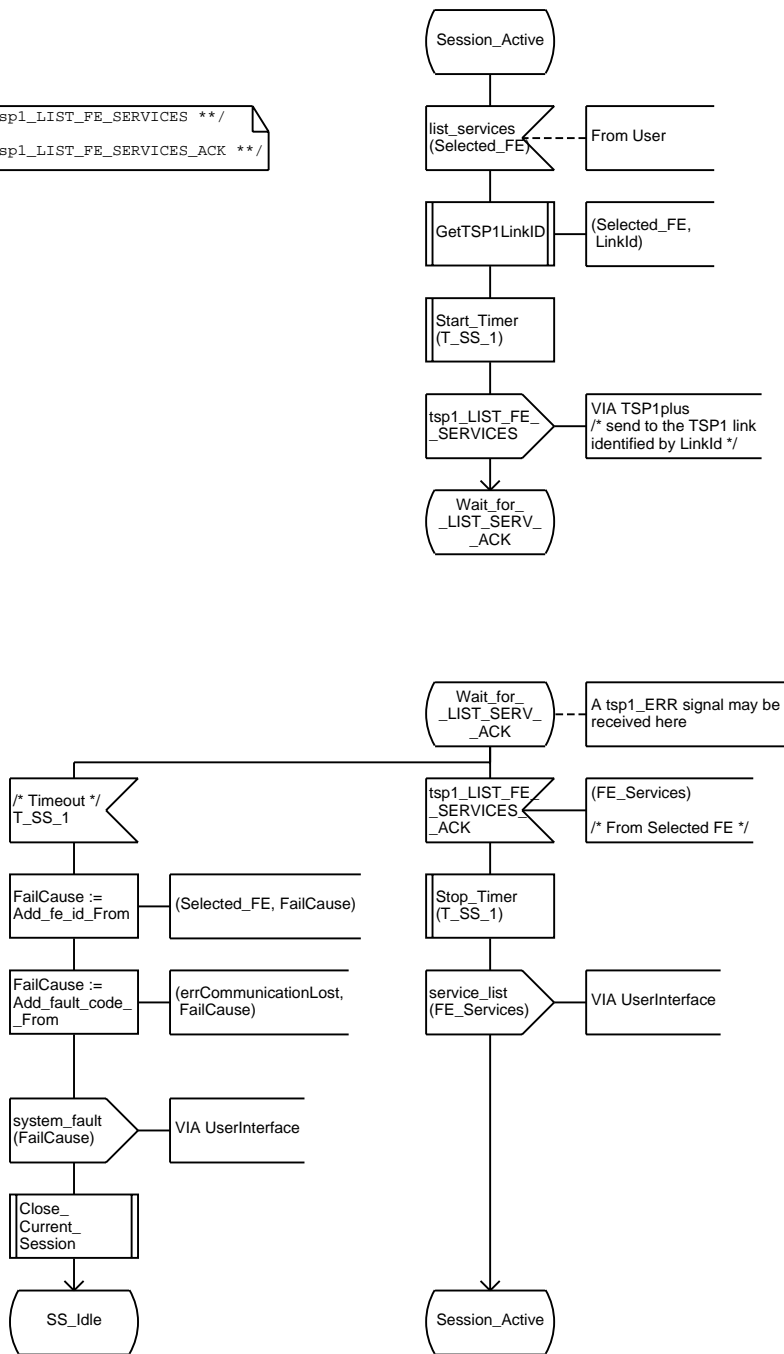 Session_Active
sp1_LIST_FE_SERVICES **/
sp1_LIST_FE_SERVICES_ACK **/
list_services
(Selected_FE)
From User
GetTSP1LinkID
(Selected_FE,
LinkId)
Start_Timer
(T_SS_1)
tsp1_LIST_FE_
_SERVICES
VIA TSP1plus
/* send to the TSP1 link
identified by LinkId */
Wait_for_
_LIST_SERV_
_ACK
Wait_for_
_LIST_SERV_
_ACK
A tsp1_ERR signal may be
received here
/* Timeout */
T_SS_1
tsp1_LIST_FE_
_SERVICES_
_ACK
(FE_Services)
/* From Selected FE */
FailCause :=
Add_fe_id_From
(Selected_FE, FailCause)
Stop_Timer
(T_SS_1)
FailCause :=
Add_fault_code_
_From
(errCommunicationLost,
FailCause)
service_list
(FE_Services)
VIA UserInterface
system_fault
(FailCause)
VIA UserInterface
Close_
Current_
Session
SS_Idle
Session_Active